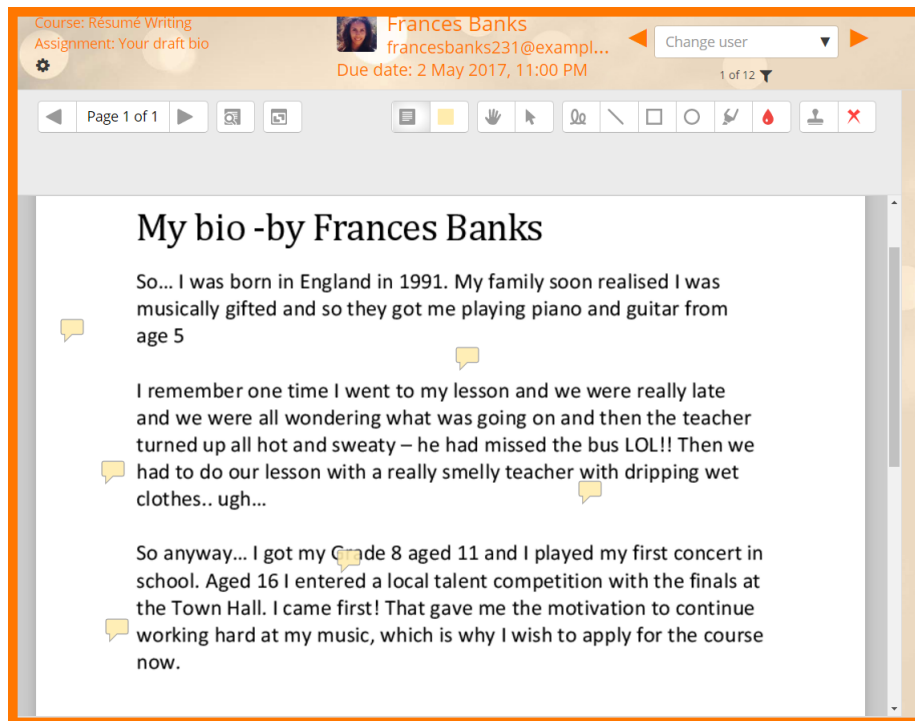 Course: Résumé Writing
Assignment: Your draft bio
Frances Banks
francesbanks231@exampl...
Due date: 2 May 2017, 11:00 PM
Change user
1 of 12
Page 1 of 1
My bio -by Frances Banks
So... I was born in England in 1991. My family soon realised I was
musically gifted and so they got me playing piano and guitar from
age 5
I remember one time I went to my lesson and we were really late
and we were all wondering what was going on and then the teacher
turned up all hot and sweaty – he had missed the bus LOL!! Then we
had to do our lesson with a really smelly teacher with dripping wet
clothes.. ugh...
So anyway... I got my Grade 8 aged 11 and I played my first concert in
school. Aged 16 I entered a local talent competition with the finals at
the Town Hall. I came first! That gave me the motivation to continue
working hard at my music, which is why I wish to apply for the course
now.